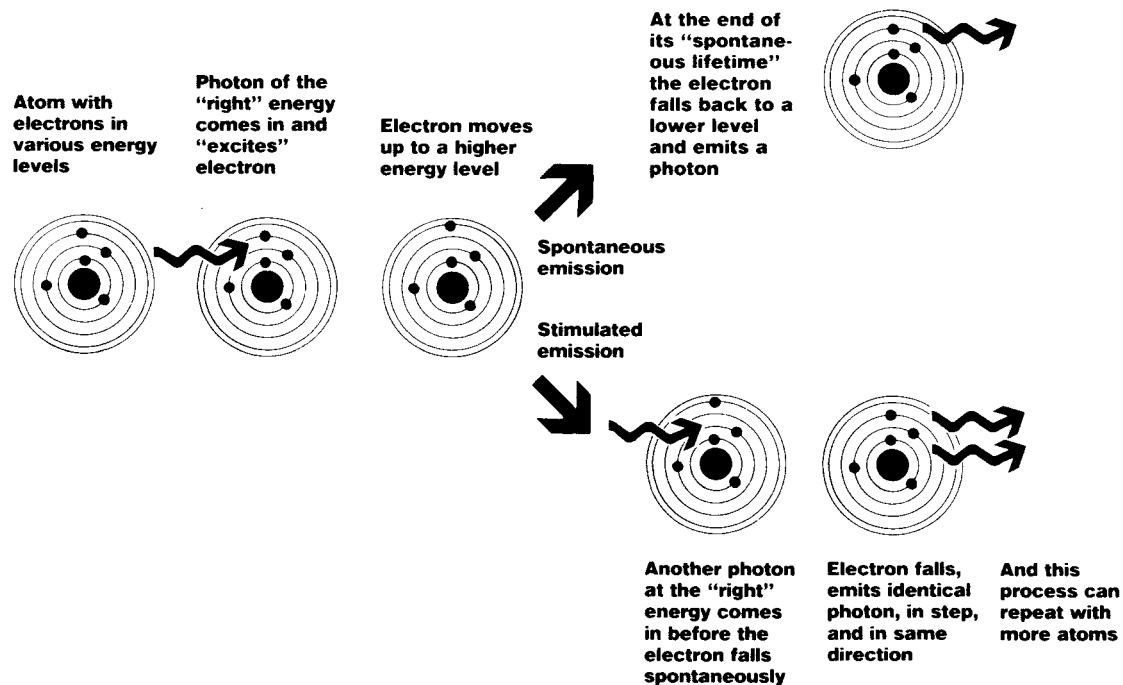 Atom with
electrons in
various energy
levels
Photon of the
“right” energy
comes in and
“excites”
electron
Electron moves
up to a higher
energy level
At the end of
its “spontane-
ous lifetime”
the electron
falls back to a
lower level
and emits a
photon
Spontaneous
emission
Stimulated
emission
Another photon
at the “right”
energy comes
in before the
electron falls
spontaneously
Electron falls,
emits identical
photon, in step,
and in same
direction
And this
process can
repeat with
more atoms